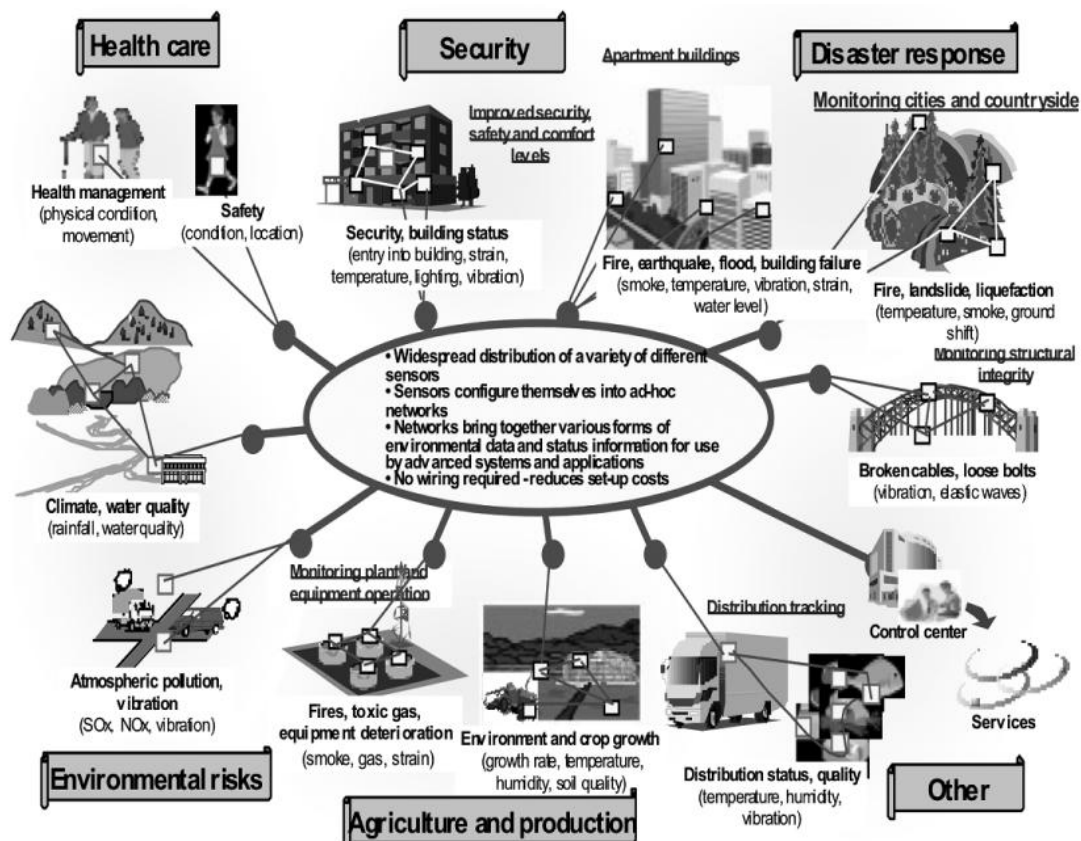 Health care
Security
Disaster response
Apartment buildings
Improved security,
safety and comfort
levels
Monitoring cities and countryside
Health management
(physical condition,
movement)
Safety
(condition, location)
Security, building status
(entry into building, strain,
temperature, lighting, vibration)
Fire, earthquake, flood, building failure
(smoke, temperature, vibration, strain,
water level)
Fire, landslide, liquefaction
(temperature, smoke, ground
shift)
Monitoring structural
integrity
• Widespread distribution of a variety of different
sensors
• Sensors configure themselves into ad-hoc
networks
• Networks bring together various forms of
environmental data and status information for use
by advanced systems and applications
• No wiring required - reduces set-up costs
Climate, water quality
(rainfall, water quality)
Broken cables, loose bolts
(vibration, elastic waves)
Monitoring plant and
equipment operation
Distribution tracking
Control center
Services
Atmospheric pollution,
vibration
(SOx, NOx, vibration)
Fires, toxic gas,
equipment deterioration
(smoke, gas, strain)
Environment and crop growth
(growth rate, temperature,
humidity, soil quality)
Distribution status, quality
(temperature, humidity,
vibration)
Environmental risks
Agriculture and production
Other